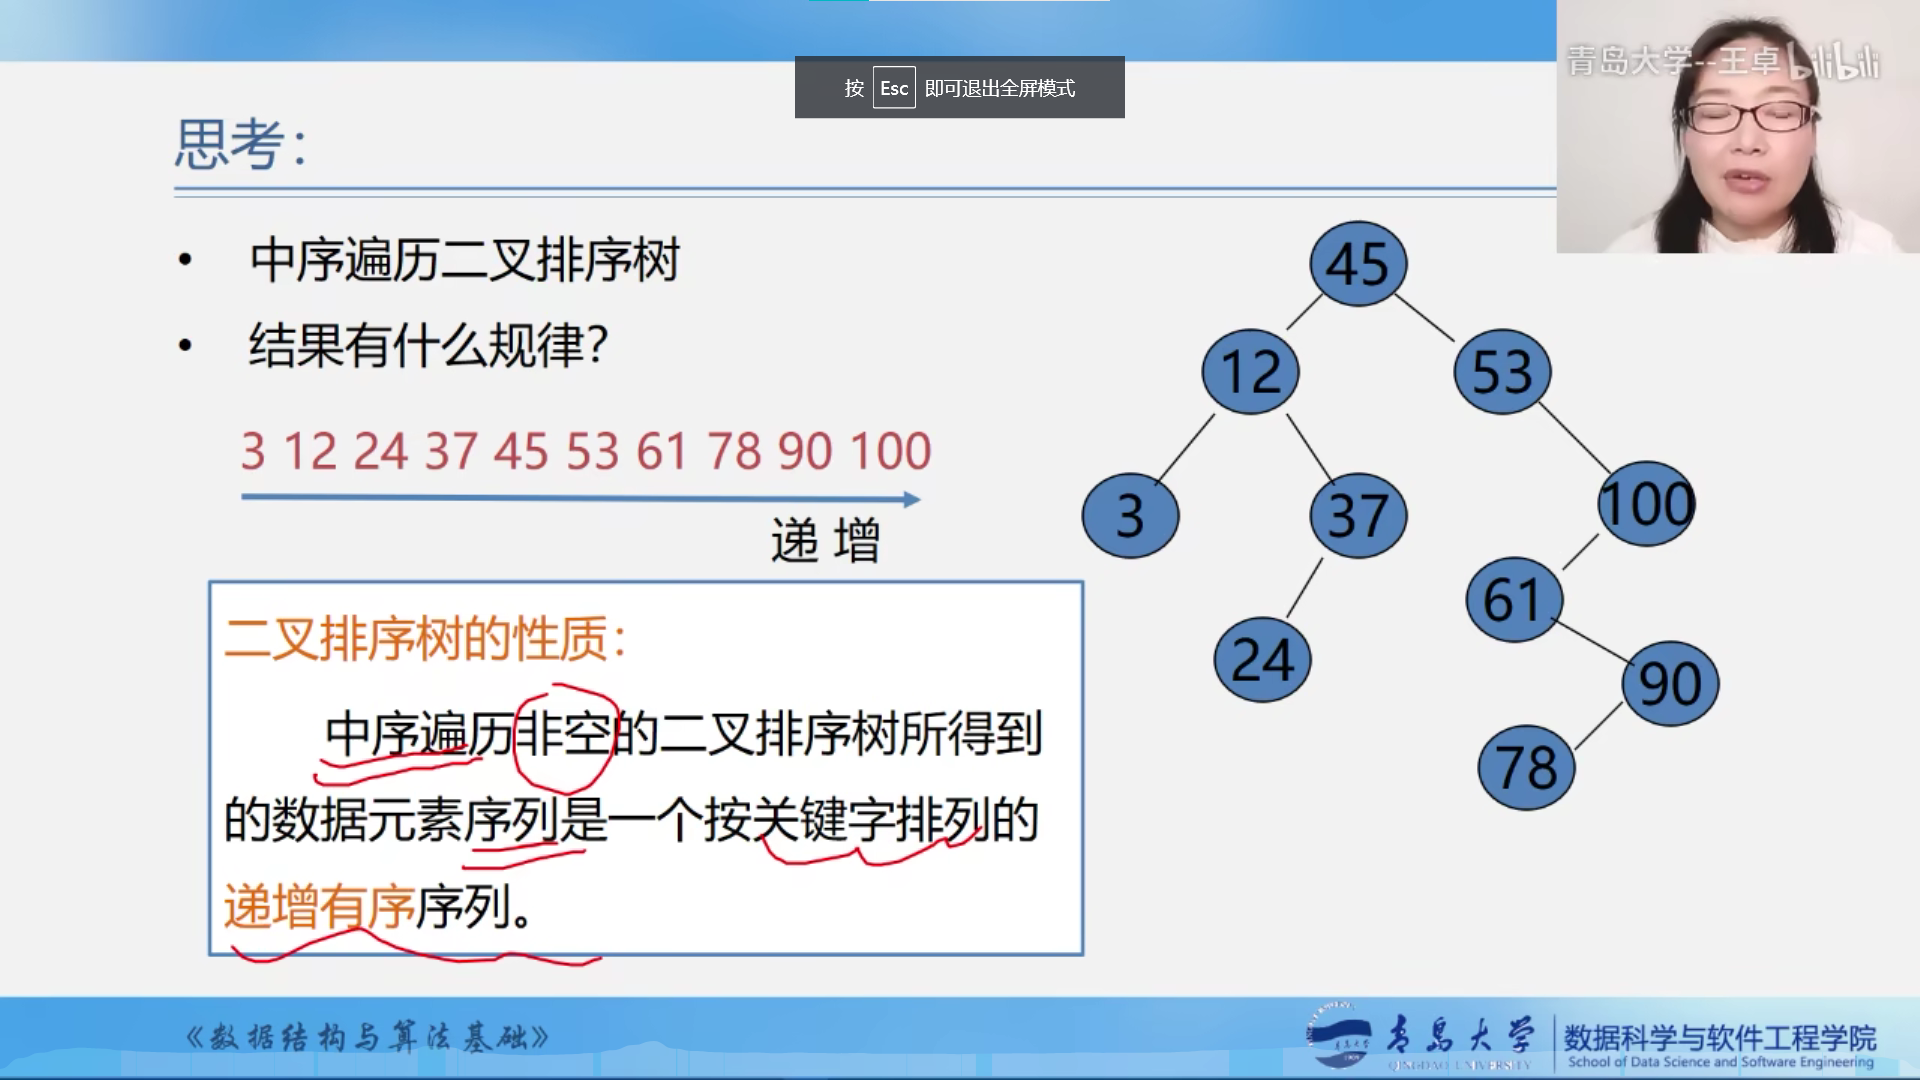 青岛大学--王卓 bilibili
按 Esc 即可退出全屏模式
思考：
• 中序遍历二叉排序树
• 结果有什么规律？
3 12 24 37 45 53 61 78 90 100
递 增
二叉排序树的性质：
中序遍历非空的二叉排序树所得到
的数据元素序列是一个按关键字排列的
递增有序序列。
45
12
53
3
37
100
24
61
90
78
《数据结构与算法基础》
青岛大学
QINGDAO UNIVERSITY
数据科学与软件工程学院
School of Data Science and Software Engineering